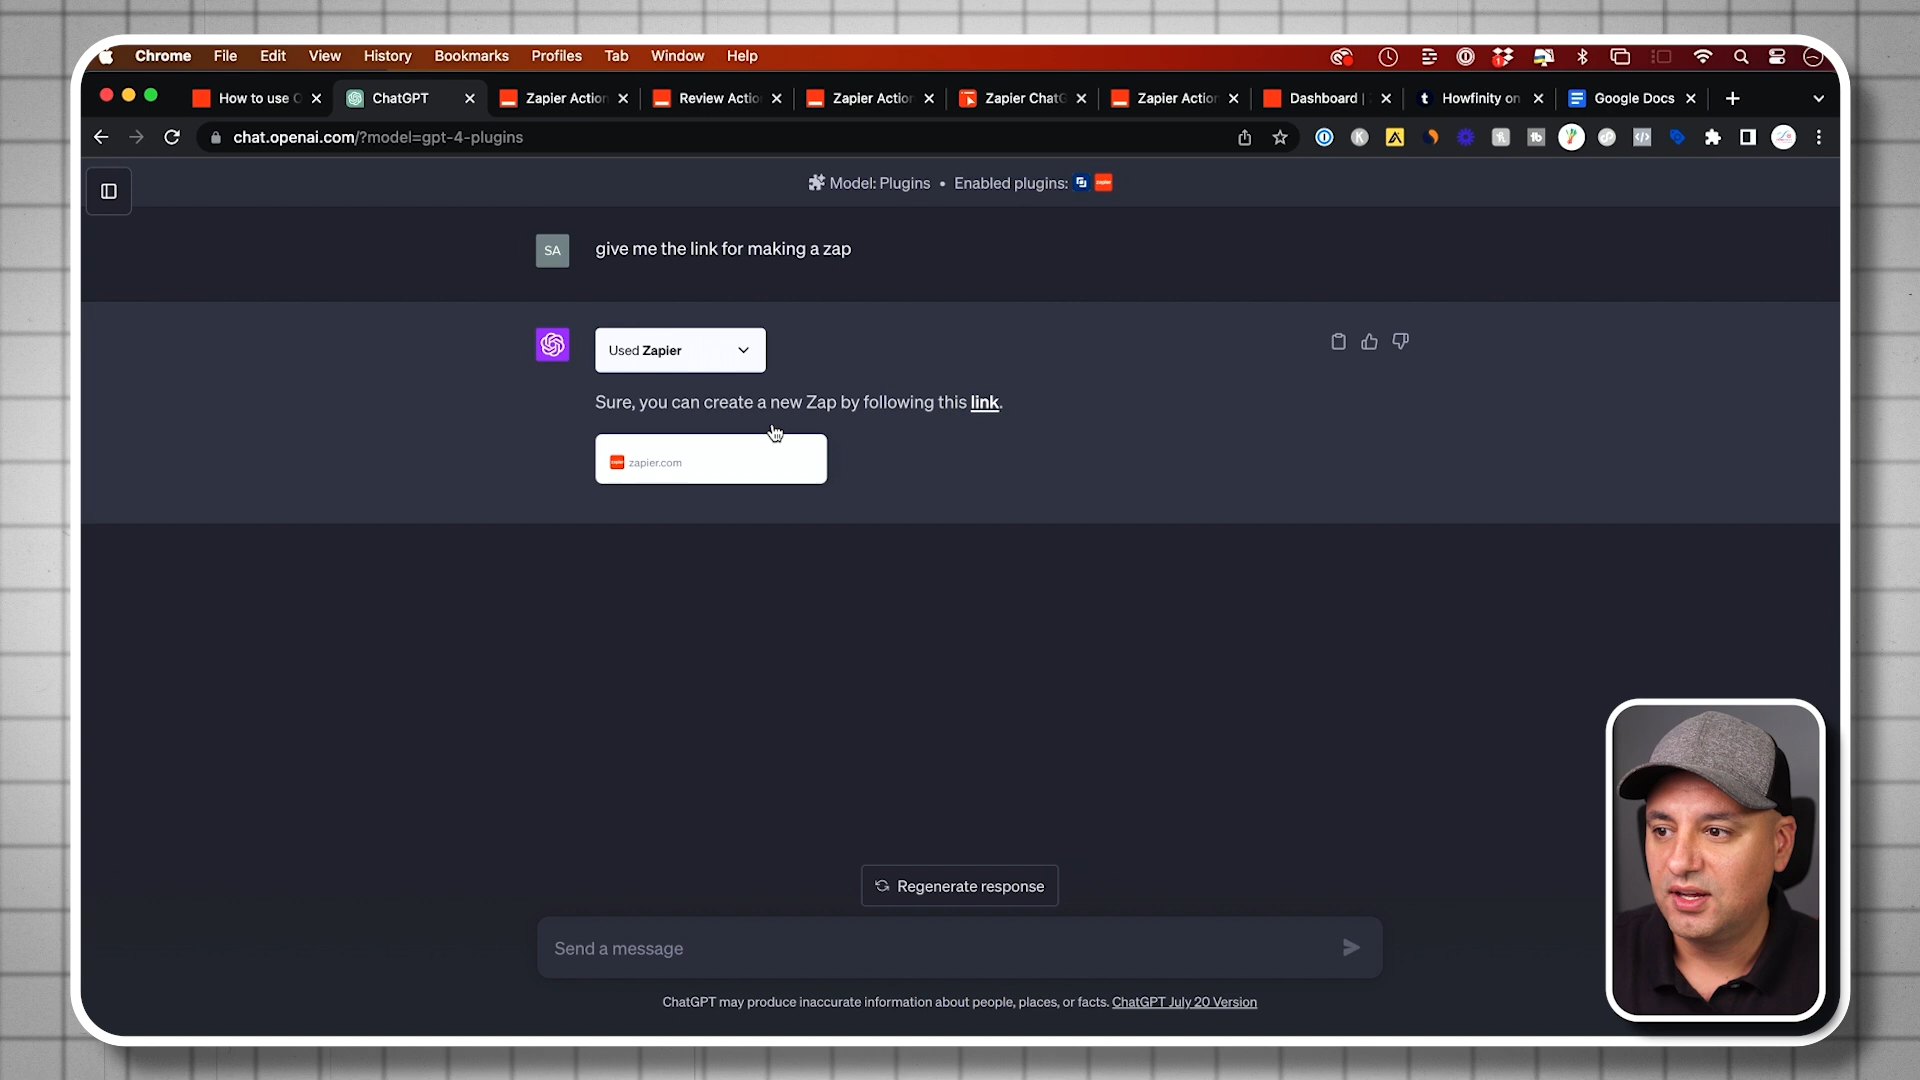 Chrome File Edit View History Bookmarks Profiles Tab Window Help
How to use ChatGPT Zapier Action Review Actio Zapier Action Zapier ChatG Zapier Action Dashboard | Howfinity on Google Docs
chat.openai.com/?model=gpt-4-plugins
Model: Plugins • Enabled plugins:
SA give me the link for making a zap
Used Zapier
Sure, you can create a new Zap by following this link.
zapier.com
Regenerate response
Send a message
ChatGPT may produce inaccurate information about people, places, or facts. ChatGPT July 20 Version